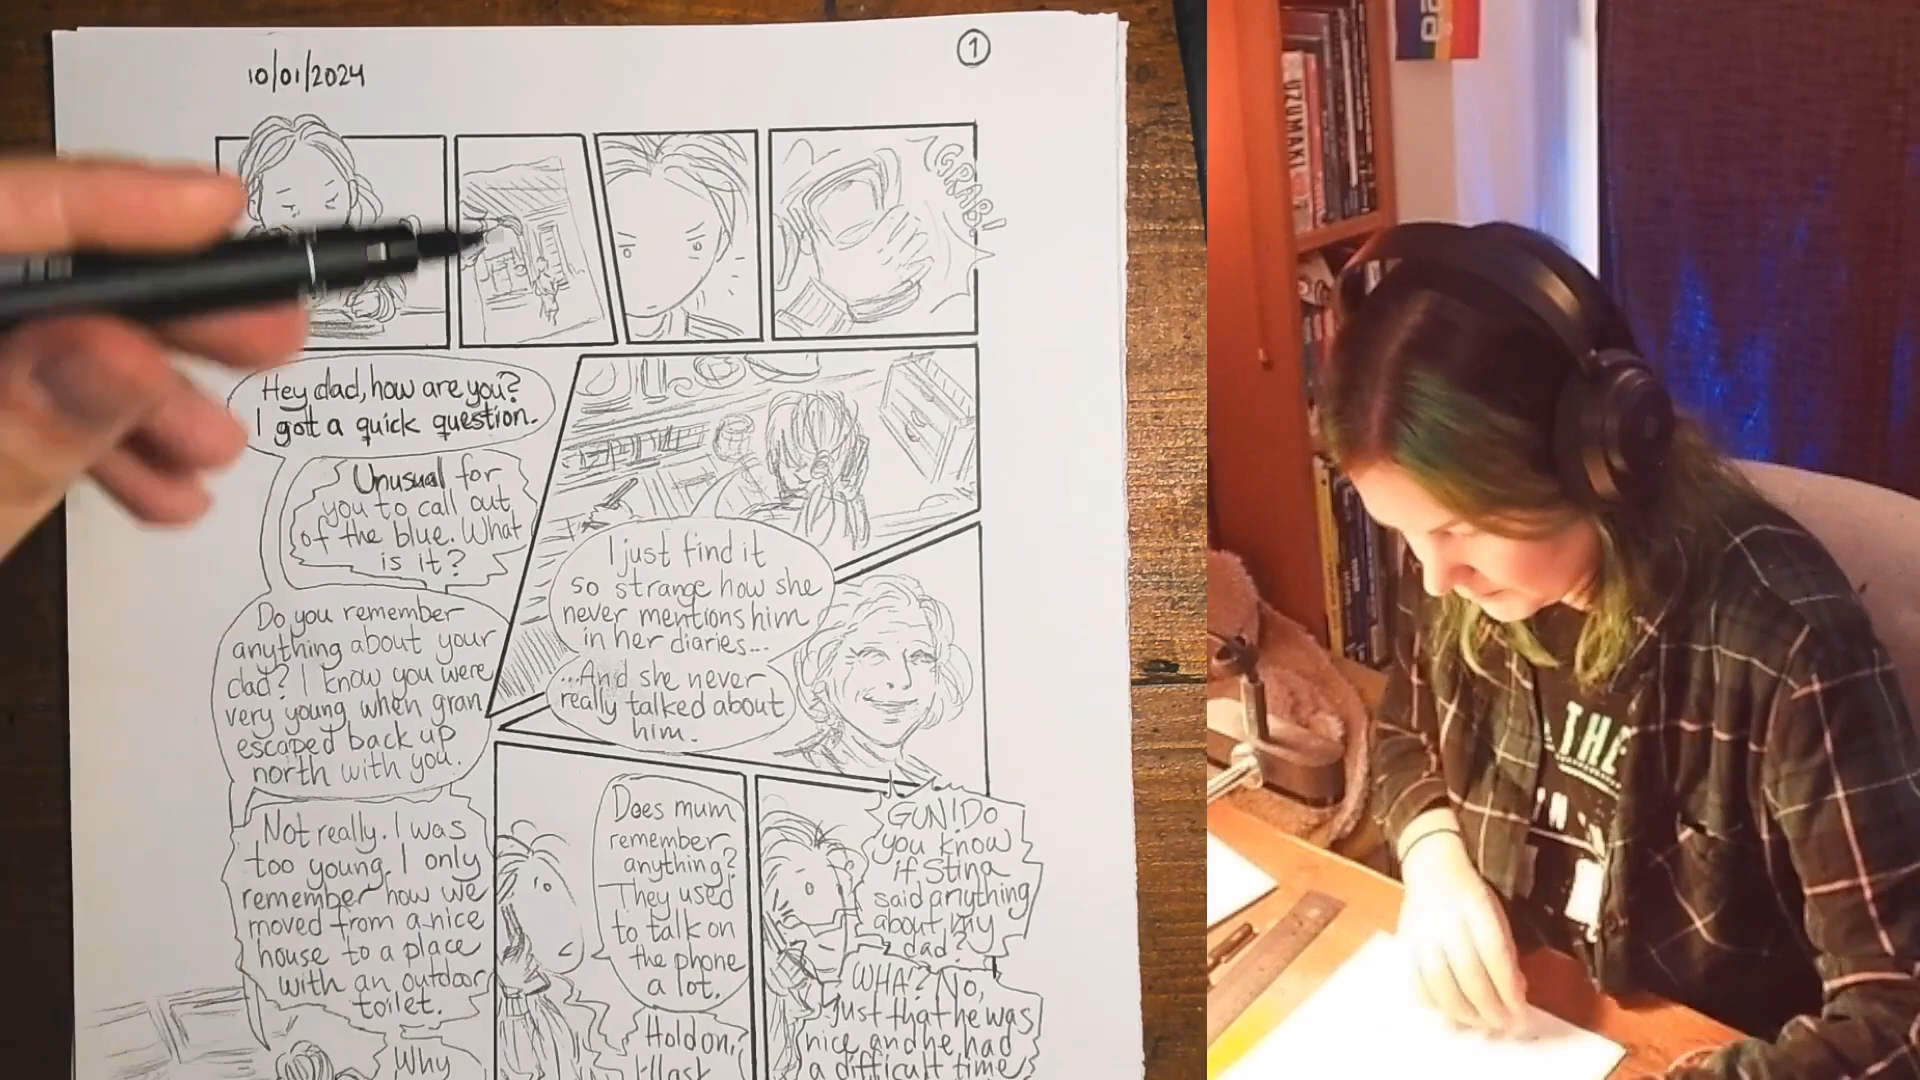 10/01/2024
1
GRAB!
Hey dad, how are you?
I got a quick question.
Unusual for
you to call out
of the blue. What
is it?
Do you remember
anything about your
dad? I know you were
very young when gran
escaped back up
north with you.
Not really. I was
too young. I only
remember how we
moved from a nice
house to a place
with an outdoor
toilet.
Why
I just find it
so strange how she
never mentions him
in her diaries...
...And she never
really talked about
him.
Does mum
remember
anything?
They used
to talk on
the phone
a lot.
Hold on,
I'll ask
GUN! Do
you know
if Stina
said anything
about my
dad?
WHA? No,
just that he was
nice and he had
a difficult time
UZUMAKI
THE